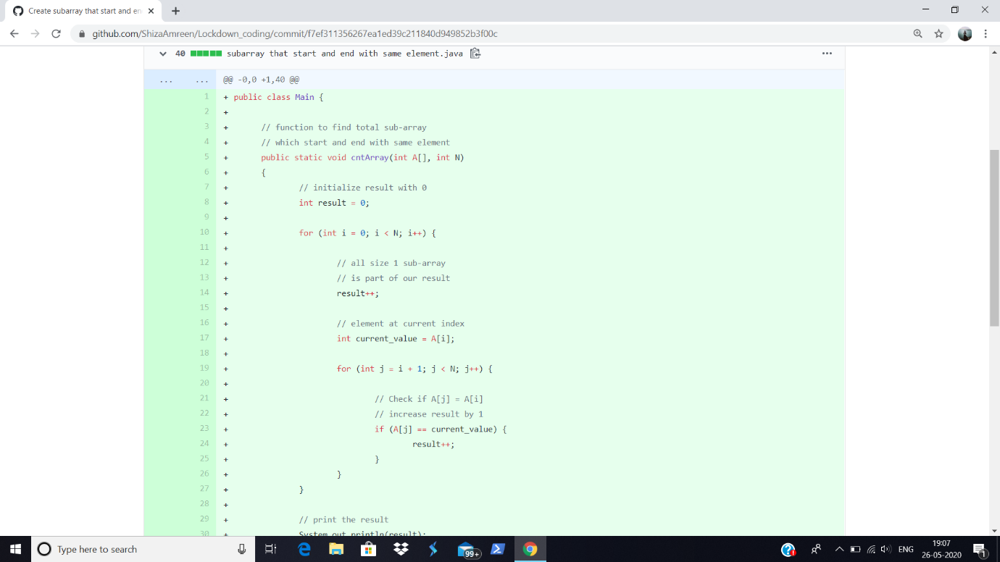 Create subarray that start and en
github.com/ShizaAmreen/Lockdown_coding/commit/f7ef311356267ea1ed39c211840d949852b3f00c
40 subarray that start and end with same element.java
... ... @@ -0,0 +1,40 @@
1 + public class Main {
2 +
3 + // function to find total sub-array
4 + // which start and end with same element
5 + public static void cntArray(int A[], int N)
6 + {
7 + // initialize result with 0
8 + int result = 0;
9 +
10 + for (int i = 0; i < N; i++) {
11 +
12 + // all size 1 sub-array
13 + // is part of our result
14 + result++;
15 +
16 + // element at current index
17 + int current_value = A[i];
18 +
19 + for (int j = i + 1; j < N; j++) {
20 +
21 + // Check if A[j] = A[i]
22 + // increase result by 1
23 + if (A[j] == current_value) {
24 + result++;
25 + }
26 + }
27 + }
28 +
29 + // print the result
30 + System.out.println(result);
Type here to search
99+
ENG
19:07
26-05-2020
1